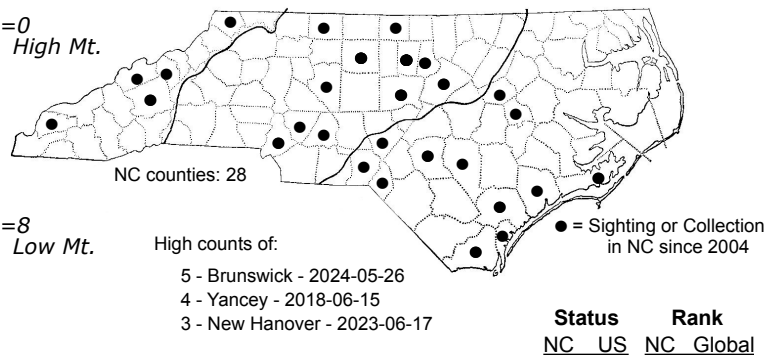 =0
High Mt.
NC counties: 28
=8
Low Mt.
High counts of:
5 - Brunswick - 2024-05-26
4 - Yancey - 2018-06-15
3 - New Hanover - 2023-06-17
● = Sighting or Collection
in NC since 2004
Status Rank
NC US NC Global